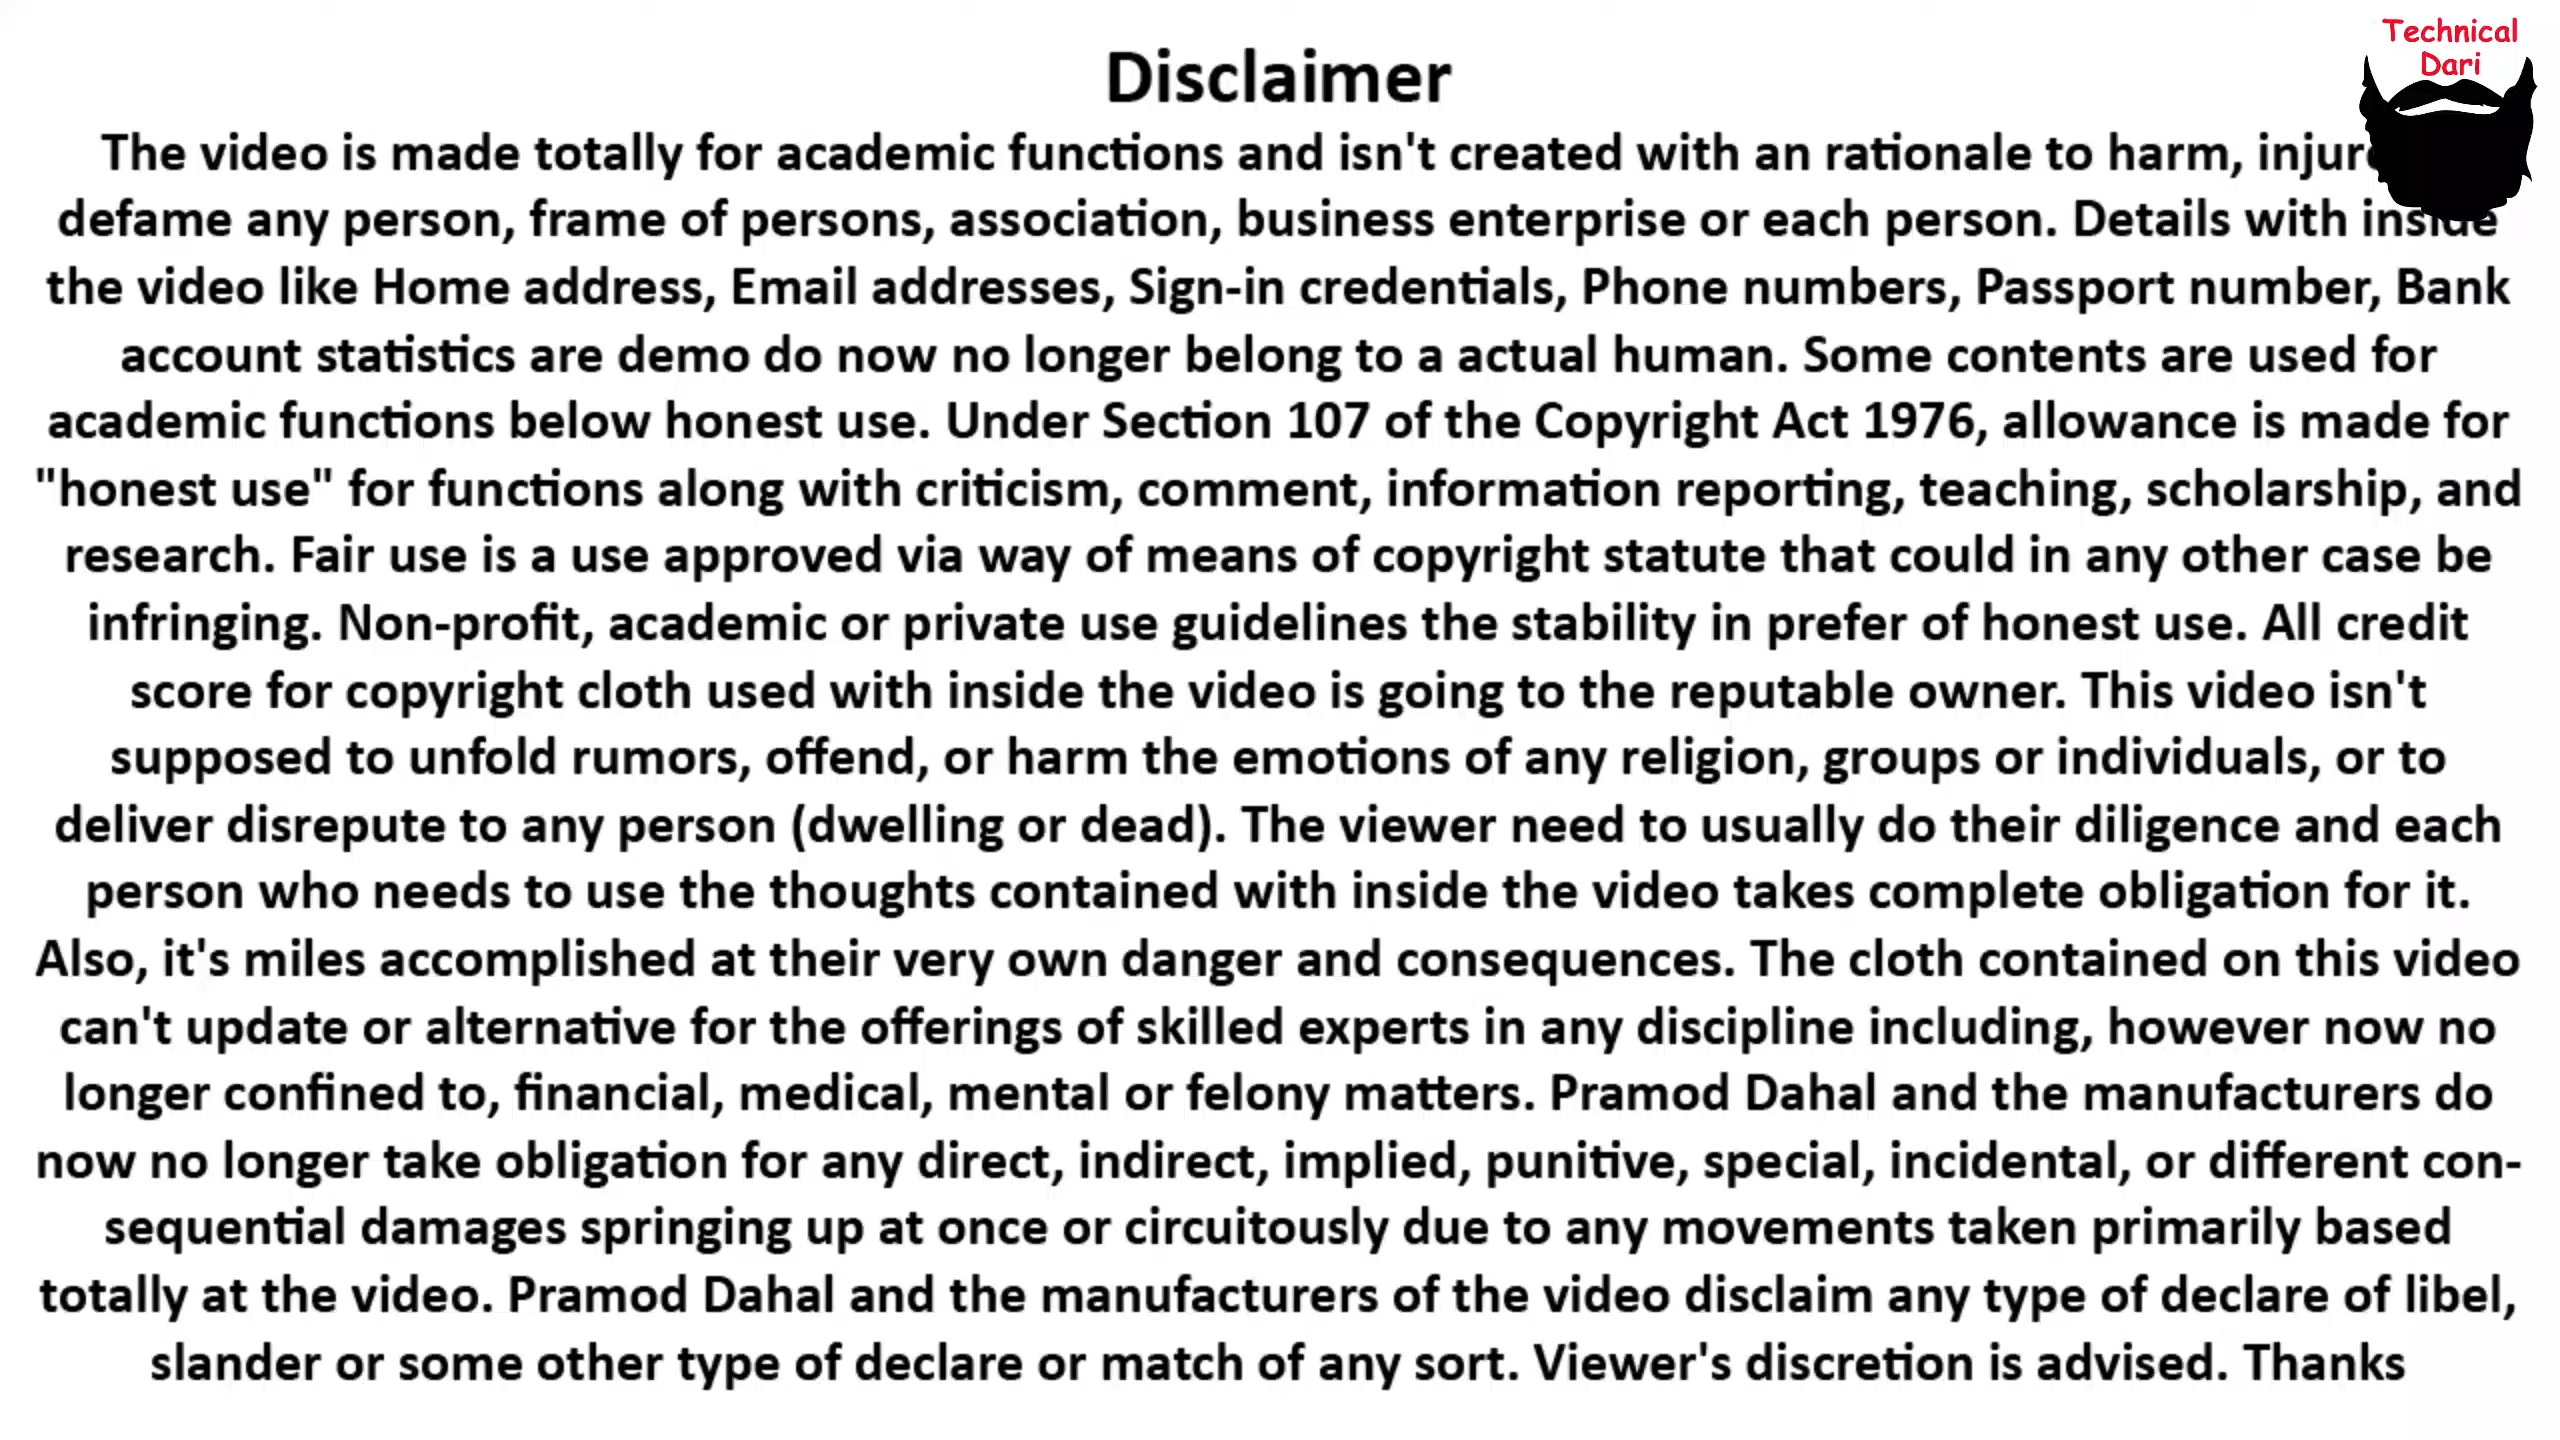 Technical
Dari
Disclaimer
The video is made totally for academic functions and isn't created with an rationale to harm,
defame any person, frame of persons, association, business enterprise or each person. Details with inside
the video like Home address, Email addresses, Sign-in credentials, Phone numbers, Passport number, Bank
account statistics are demo do now no longer belong to a actual human. Some contents are used for
academic functions below honest use. Under Section 107 of the Copyright Act 1976, allowance is made for
"honest use" for functions along with criticism, comment, information reporting, teaching, scholarship, and
research. Fair use is a use approved via way of means of copyright statute that could in any other case be
infringing. Non-profit, academic or private use guidelines the stability in prefer of honest use. All credit
score for copyright cloth used with inside the video is going to the reputable owner. This video isn't
supposed to unfold rumors, offend, or harm the emotions of any religion, groups or individuals, or to
deliver disrepute to any person (dwelling or dead). The viewer need to usually do their diligence and each
person who needs to use the thoughts contained with inside the video takes complete obligation for it.
Also, it's miles accomplished at their very own danger and consequences. The cloth contained on this video
can't update or alternative for the offerings of skilled experts in any discipline including, however now no
longer confined to, financial, medical, mental or felony matters. Pramod Dahal and the manufacturers do
now no longer take obligation for any direct, indirect, implied, punitive, special, incidental, or different con-
sequential damages springing up at once or circuitously due to any movements taken primarily based
totally at the video. Pramod Dahal and the manufacturers of the video disclaim any type of declare of libel,
slander or some other type of declare or match of any sort. Viewer's discretion is advised. Thanks